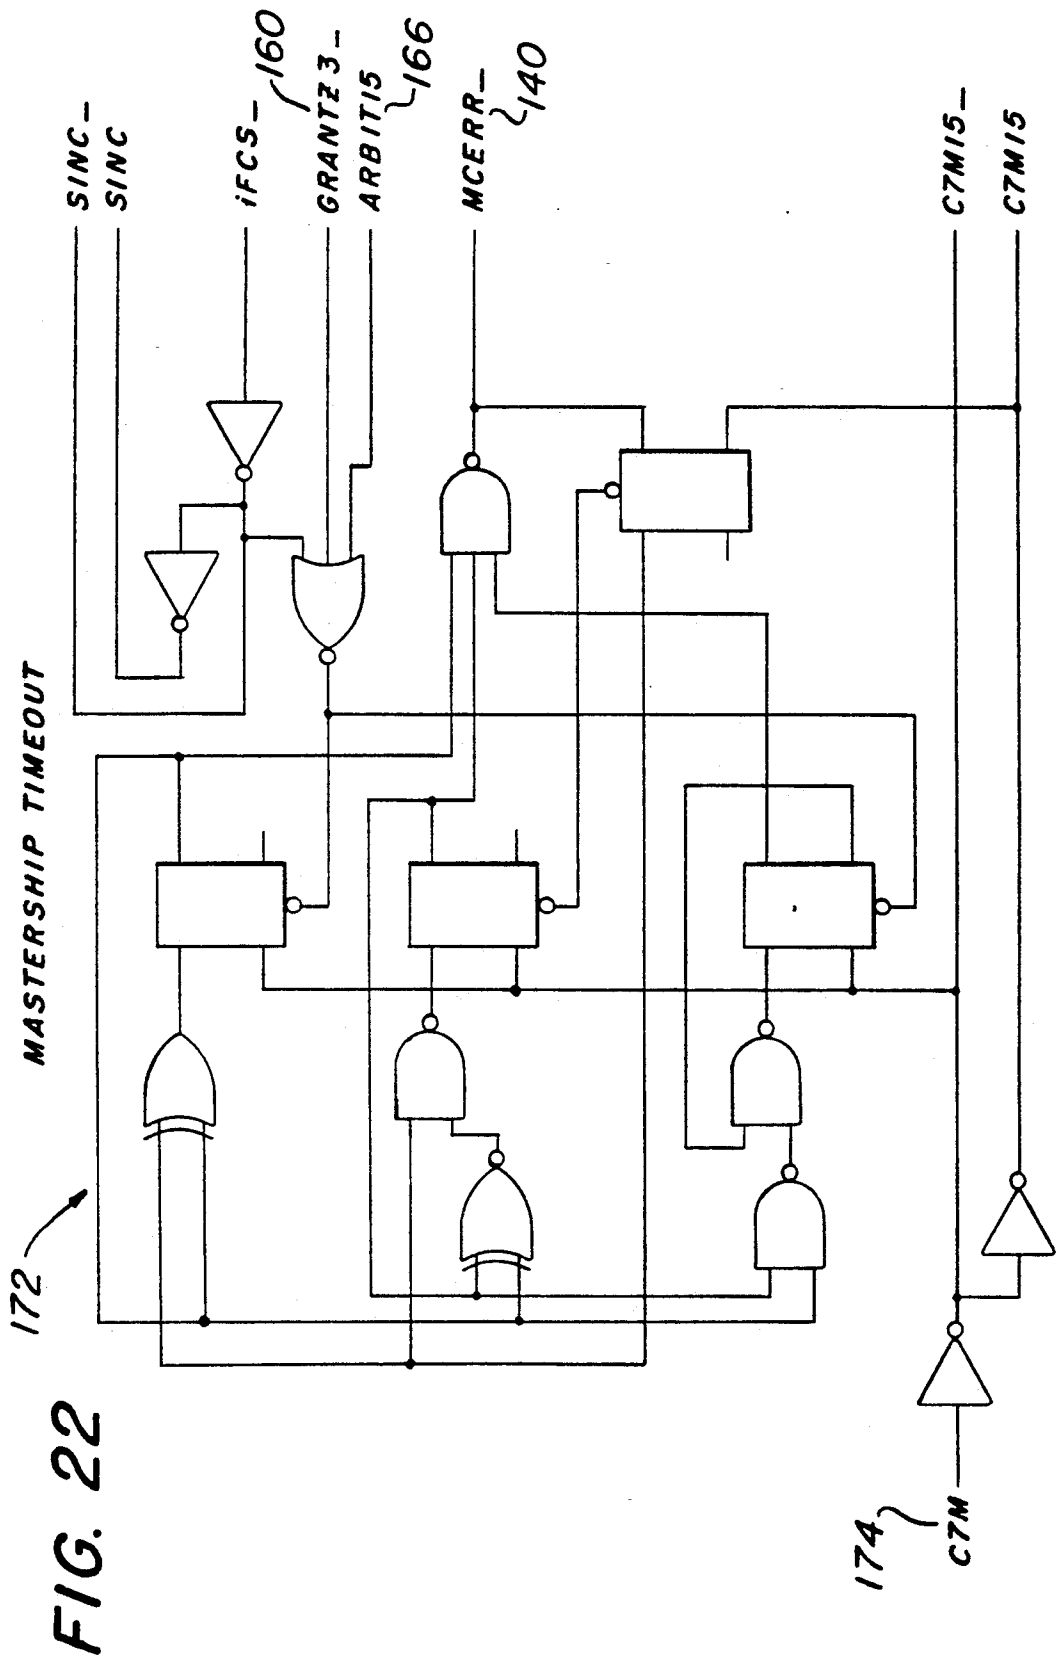 FIG. 22
MASTERSHIP TIMEOUT
172
SINC_
SINC
iFCS_
160
GRANTZ3_
ARBIT15
166
MCERR_
140
C7M15_
C7M15
174
C7M